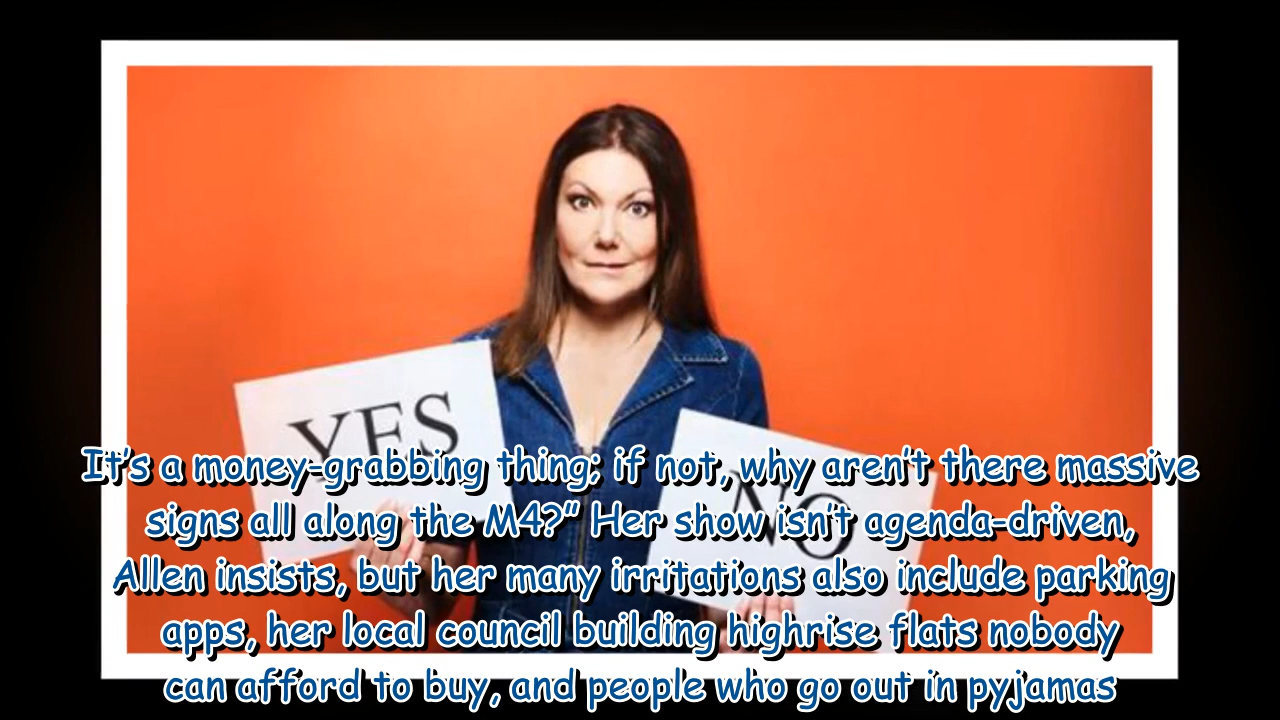 YES
NO
It’s a money-grabbing thing; if not, why aren’t there massive
signs all along the M4?” Her show isn’t agenda-driven,
Allen insists, but her many irritations also include parking
apps, her local council building highrise flats nobody
can afford to buy, and people who go out in pyjamas